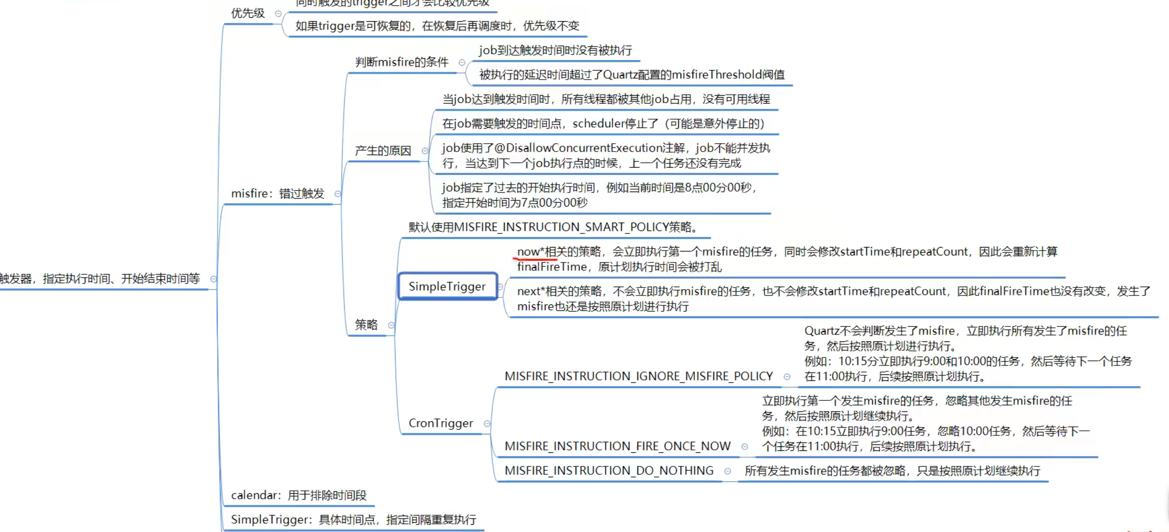 同时触发的trigger之间才会比较优先级
优先级
如果trigger是可恢复的，在恢复后再调度时，优先级不变
job到达触发时间时没有被执行
判断misfire的条件
被执行的延迟时间超过了Quartz配置的misfireThreshold阀值
当job达到触发时间时，所有线程都被其他job占用，没有可用线程
在job需要触发的时间点，scheduler停止了（可能是意外停止的）
产生的原因
job使用了@DisallowConcurrentExecution注解，job不能并发执
行，当达到下一个job执行点的时候，上一个任务还没有完成
misfire：错过触发
job指定了过去的开始执行时间，例如当前时间是8点00分00秒，
指定开始时间为7点00分00秒
默认使用MISFIRE_INSTRUCTION_SMART_POLICY策略。
now*相关的策略，会立即执行第一个misfire的任务，同时会修改startTime和repeatCount，因此会重新计算
finalFireTime，原计划执行时间会被打乱
触发器，指定执行时间、开始结束时间等
SimpleTrigger
next*相关的策略，不会立即执行misfire的任务，也不会修改startTime和repeatCount，因此finalFireTime也没有改变，发生了
misfire也还是按照原计划进行执行
策略
Quartz不会判断发生了misfire，立即执行所有发生了misfire的任
务，然后按照原计划进行执行。
例如：10:15分立即执行9:00和10:00的任务，然后等待下一个任务
在11:00执行，后续按照原计划执行。
MISFIRE_INSTRUCTION_IGNORE_MISFIRE_POLICY
立即执行第一个发生misfire的任务，忽略其他发生misfire的任
务，然后按照原计划继续执行。
例如：在10:15立即执行9:00任务，忽略10:00任务，然后等待下一
个任务在11:00执行，后续按照原计划执行。
CronTrigger
MISFIRE_INSTRUCTION_FIRE_ONCE_NOW
MISFIRE_INSTRUCTION_DO_NOTHING
所有发生misfire的任务都被忽略，只是按照原计划继续执行
calendar：用于排除时间段
SimpleTrigger：具体时间点，指定间隔重复执行